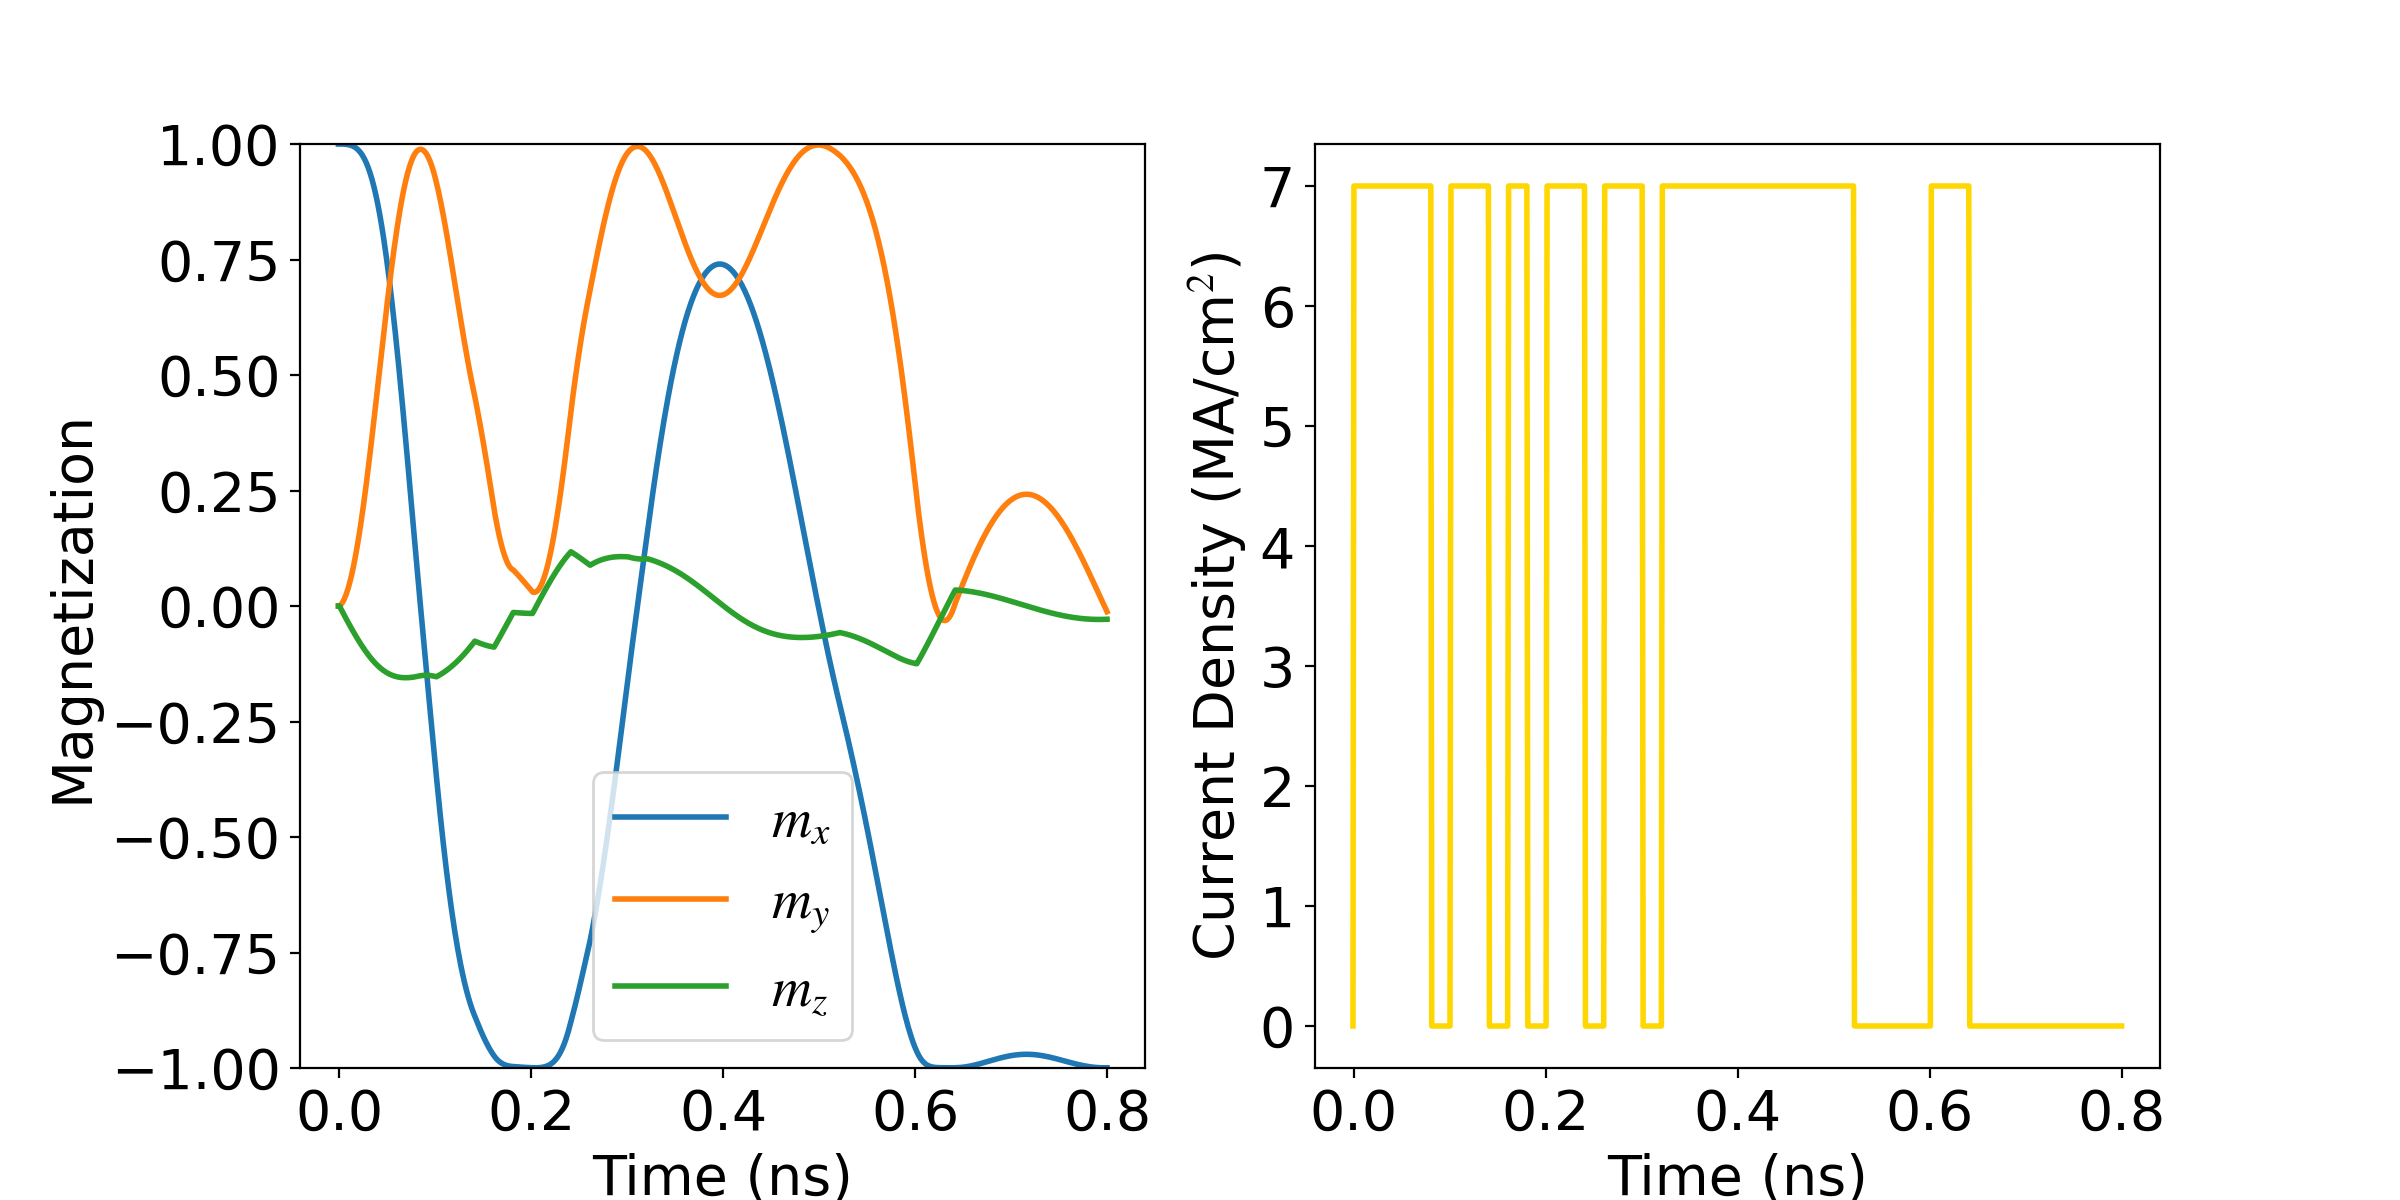 Magnetization
1.00
0.75
0.50
0.25
0.00
−0.25
−0.50
−0.75
−1.00
0.0 0.2 0.4 0.6 0.8
Time (ns)
m_x
m_y
m_z
Current Density (MA/cm²)
7
6
5
4
3
2
1
0
0.0 0.2 0.4 0.6 0.8
Time (ns)